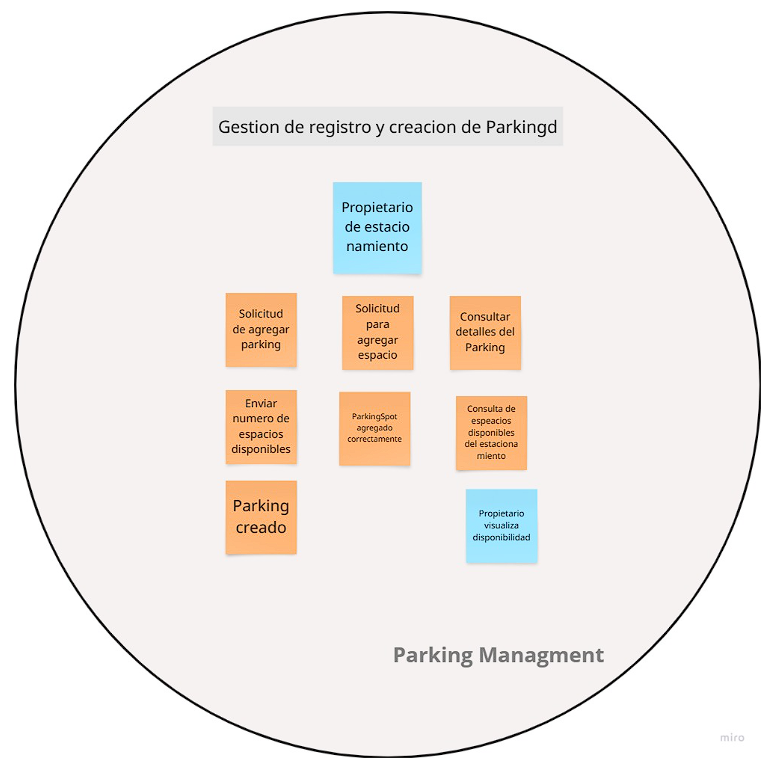 Gestion de registro y creacion de Parkingd
Propietario
de estacio
namiento
Solicitud
de agregar
parking
Solicitud
para
agregar
espacio
Consultar
detalles del
Parking
Enviar
numero de
espacios
disponibles
ParkingSpot
agregado
correctamente
Consulta de
espeacios
disponibles
del estaciona
miento
Parking
creado
Propietario
visualiza
disponibilidad
Parking Managment
miro